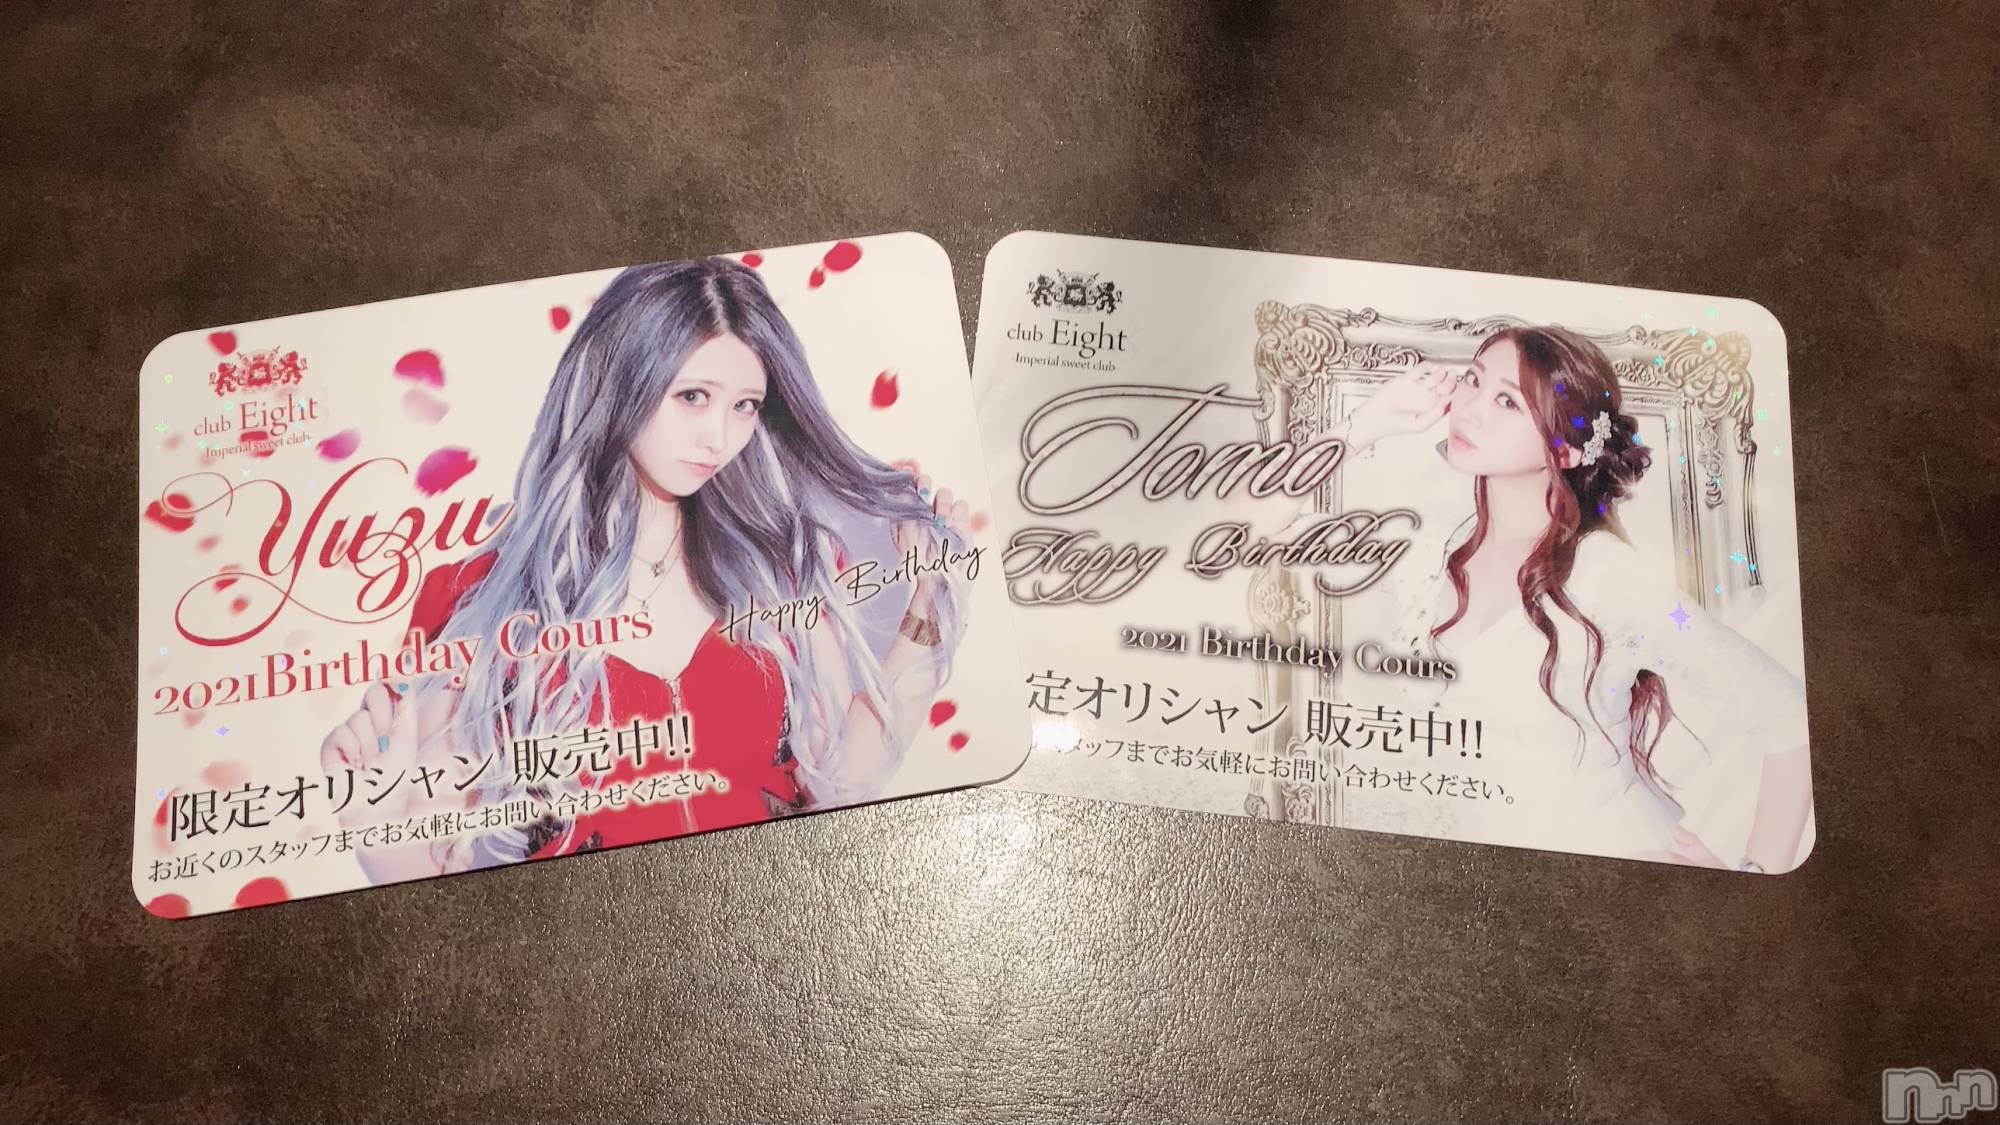 club Eight
-Imperial sweet club-
Yuzu
Happy Birthday
2021Birthday Cours
限定オリシャン 販売中!!
お近くのスタッフまでお気軽にお問い合わせください。
club Eight
-Imperial sweet club-
Tomo
Happy Birthday
2021 Birthday Cours
定オリシャン 販売中!!
スタッフまでお気軽にお問い合わせください。
nmn